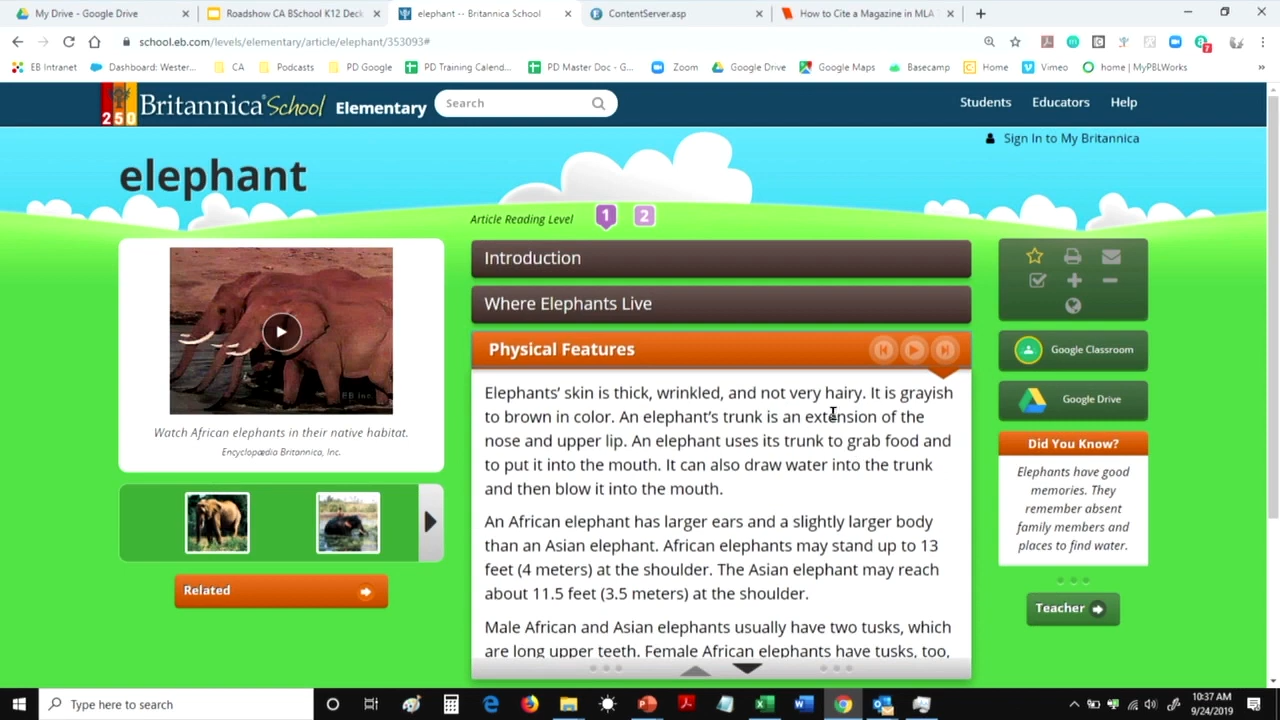 My Drive - Google Drive
Roadshow CA BSchool K12 Deck
elephant -- Britannica School
ContentServer.asp
How to Cite a Magazine in MLA
school.eb.com/levels/elementary/article/elephant/353093#
EB Intranet
Dashboard: Wester...
CA
Podcasts
PD Google
PD Training Calend...
PD Master Doc - G...
Zoom
Google Drive
Google Maps
Basecamp
Home
Vimeo
home | MyPBLWorks
250
Britannica School Elementary
Search
Students
Educators
Help
Sign In to My Britannica
elephant
Article Reading Level 1 2
EB Inc.
Watch African elephants in their native habitat.
Encyclopædia Britannica, Inc.
Related
Introduction
Where Elephants Live
Physical Features
Elephants' skin is thick, wrinkled, and not very hairy. It is grayish
to brown in color. An elephant's trunk is an extension of the
nose and upper lip. An elephant uses its trunk to grab food and
to put it into the mouth. It can also draw water into the trunk
and then blow it into the mouth.
An African elephant has larger ears and a slightly larger body
than an Asian elephant. African elephants may stand up to 13
feet (4 meters) at the shoulder. The Asian elephant may reach
about 11.5 feet (3.5 meters) at the shoulder.
Male African and Asian elephants usually have two tusks, which
are long upper teeth. Female African elephants have tusks, too,
Google Classroom
Google Drive
Did You Know?
Elephants have good
memories. They
remember absent
family members and
places to find water.
Teacher
Type here to search
10:37 AM
9/24/2019